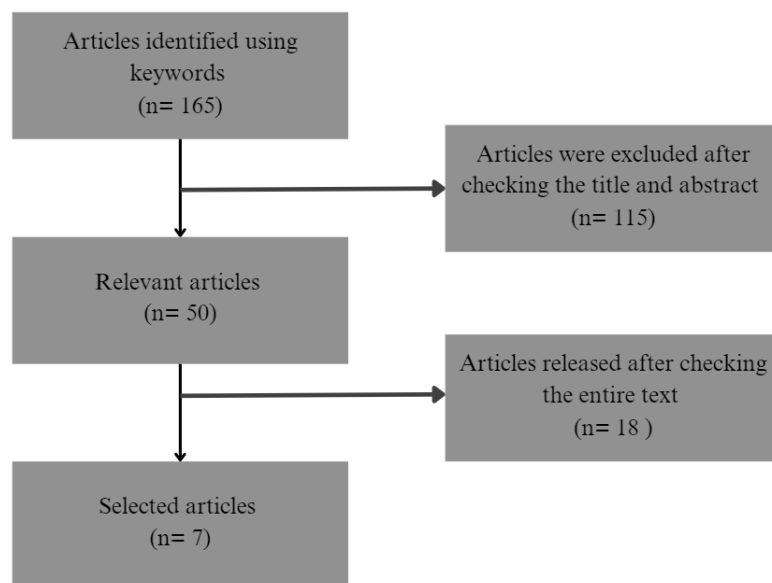 Articles identified using
keywords
(n= 165)
Articles were excluded after
checking the title and abstract
(n= 115)
Relevant articles
(n= 50)
Articles released after checking
the entire text
(n= 18 )
Selected articles
(n= 7)